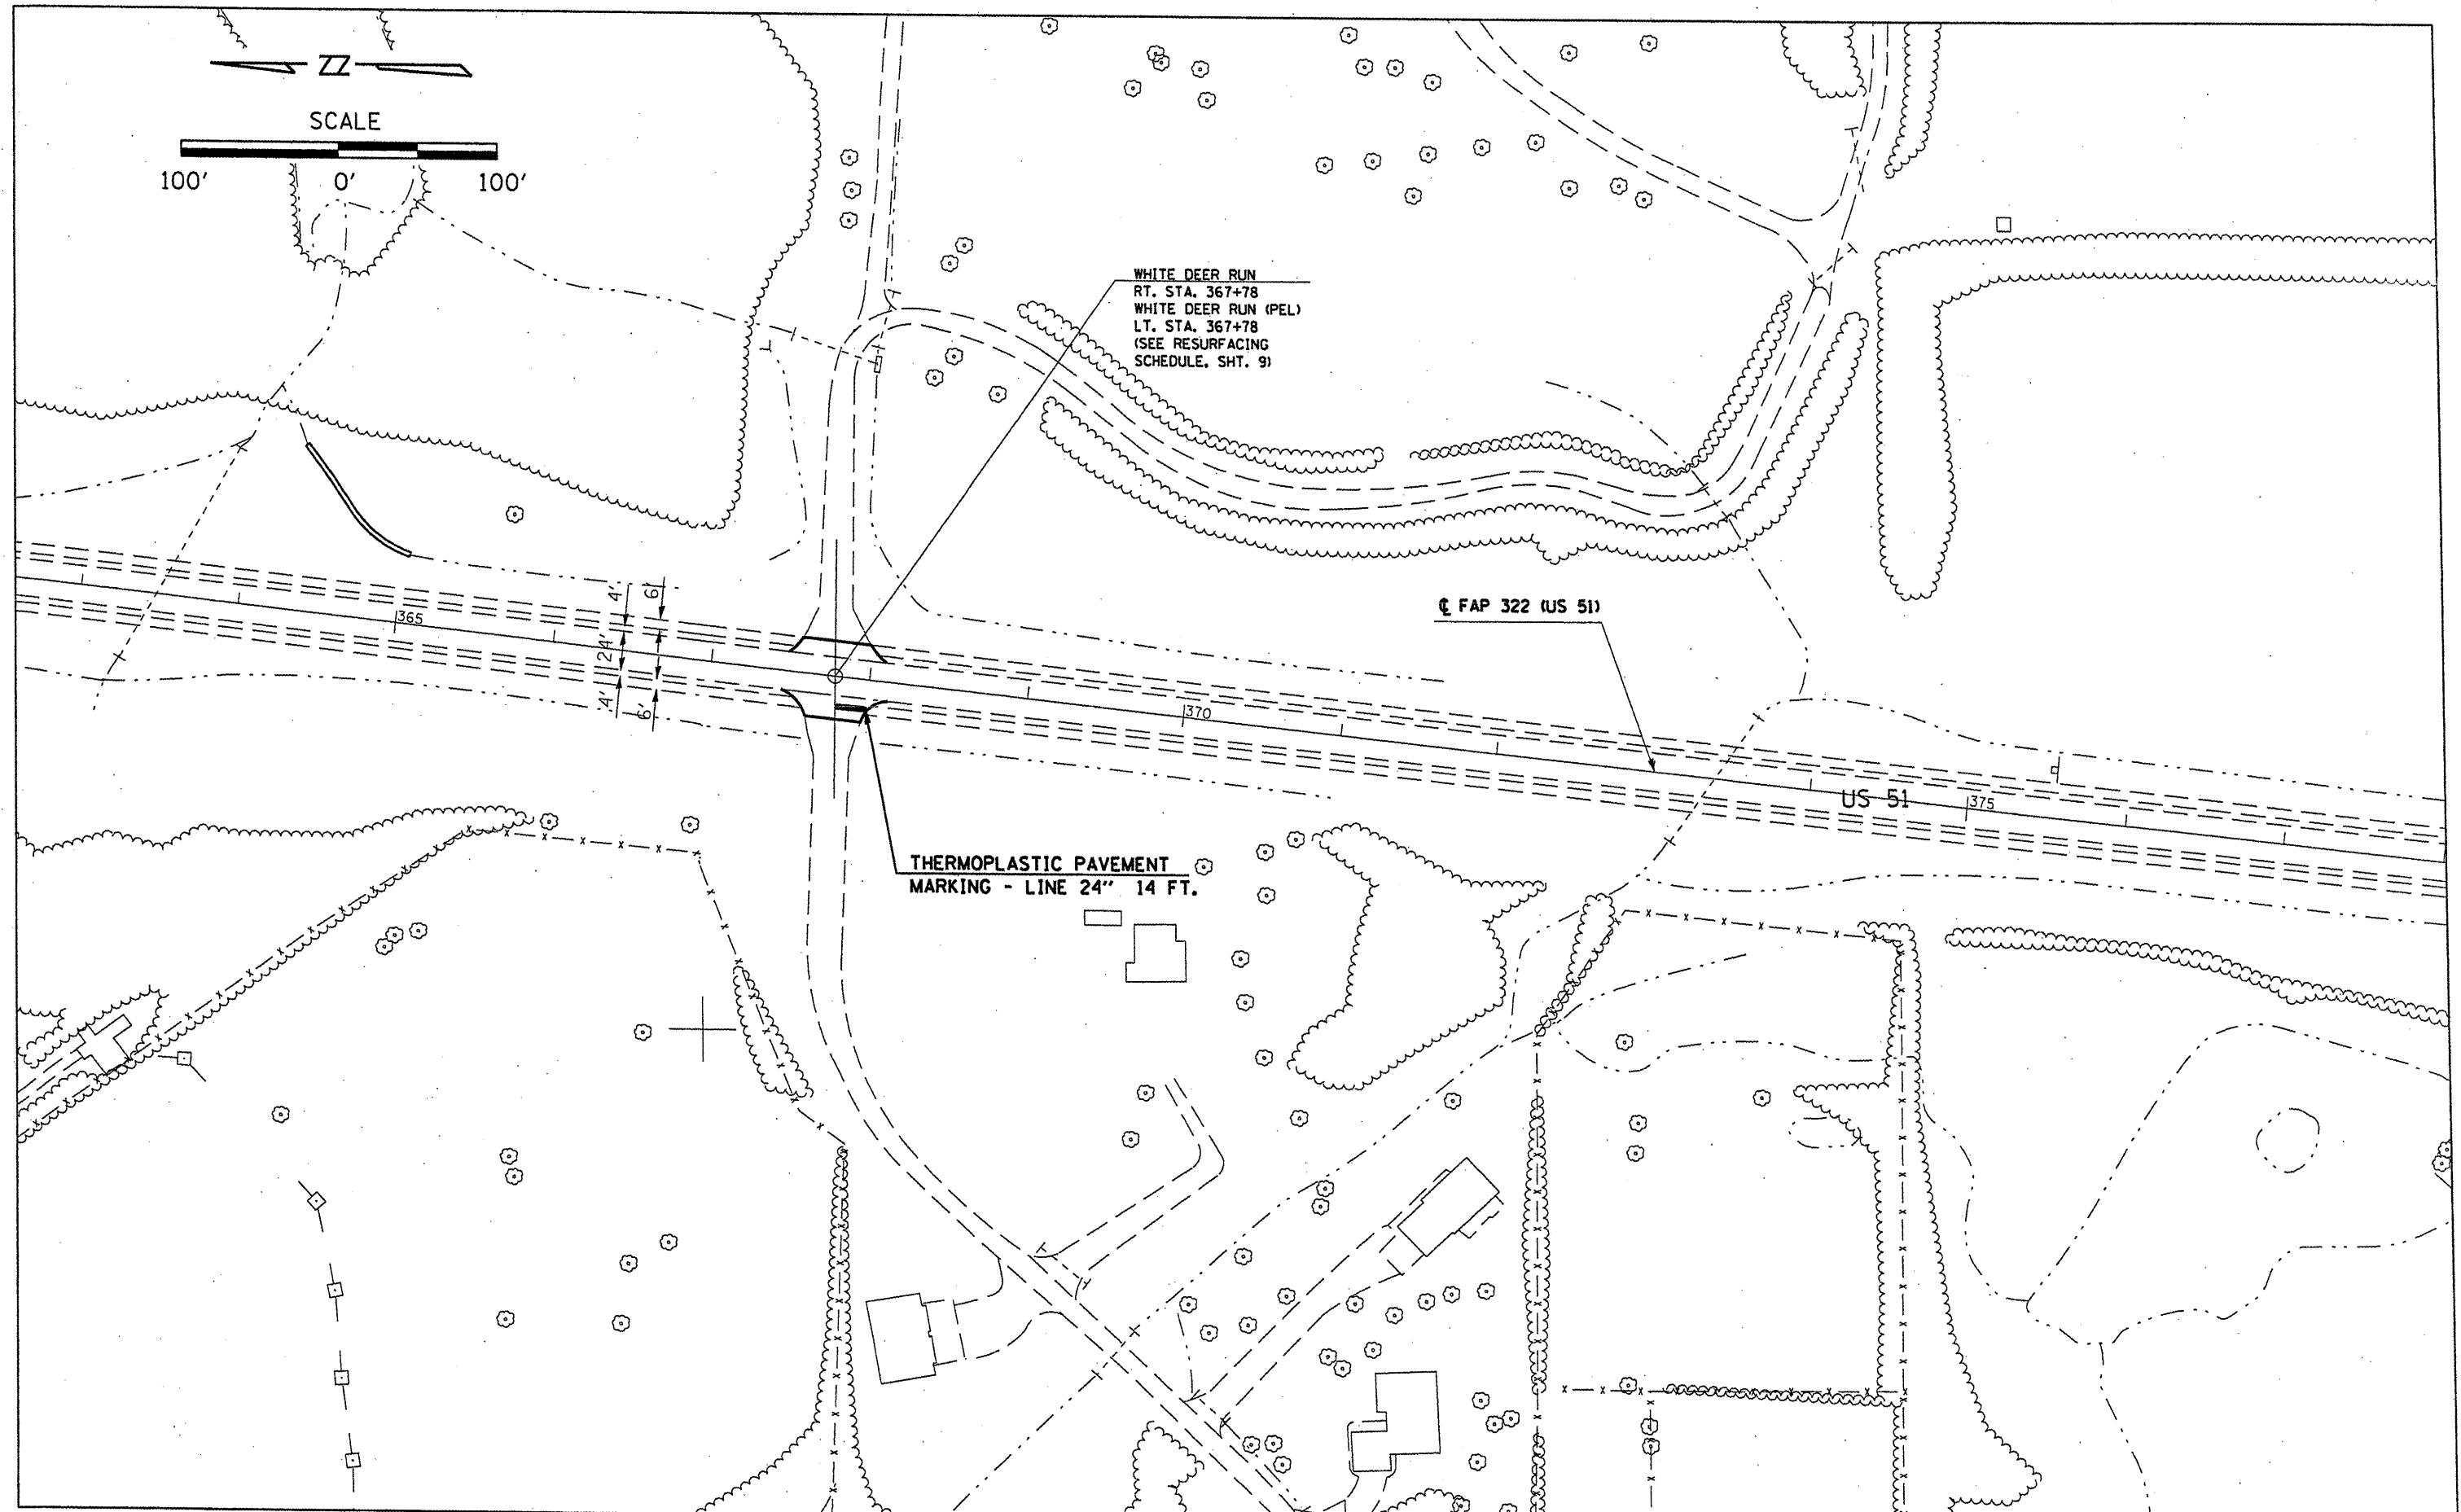 ZZ
SCALE
100' 0' 100'
WHITE DEER RUN
RT. STA. 367+78
WHITE DEER RUN (PEL)
LT. STA. 367+78
(SEE RESURFACING
SCHEDULE, SHT. 9)
4' 6'
365
24'
4' 6'
℄ FAP 322 (US 51)
370
US 51
375
THERMOPLASTIC PAVEMENT
MARKING - LINE 24" 14 FT.